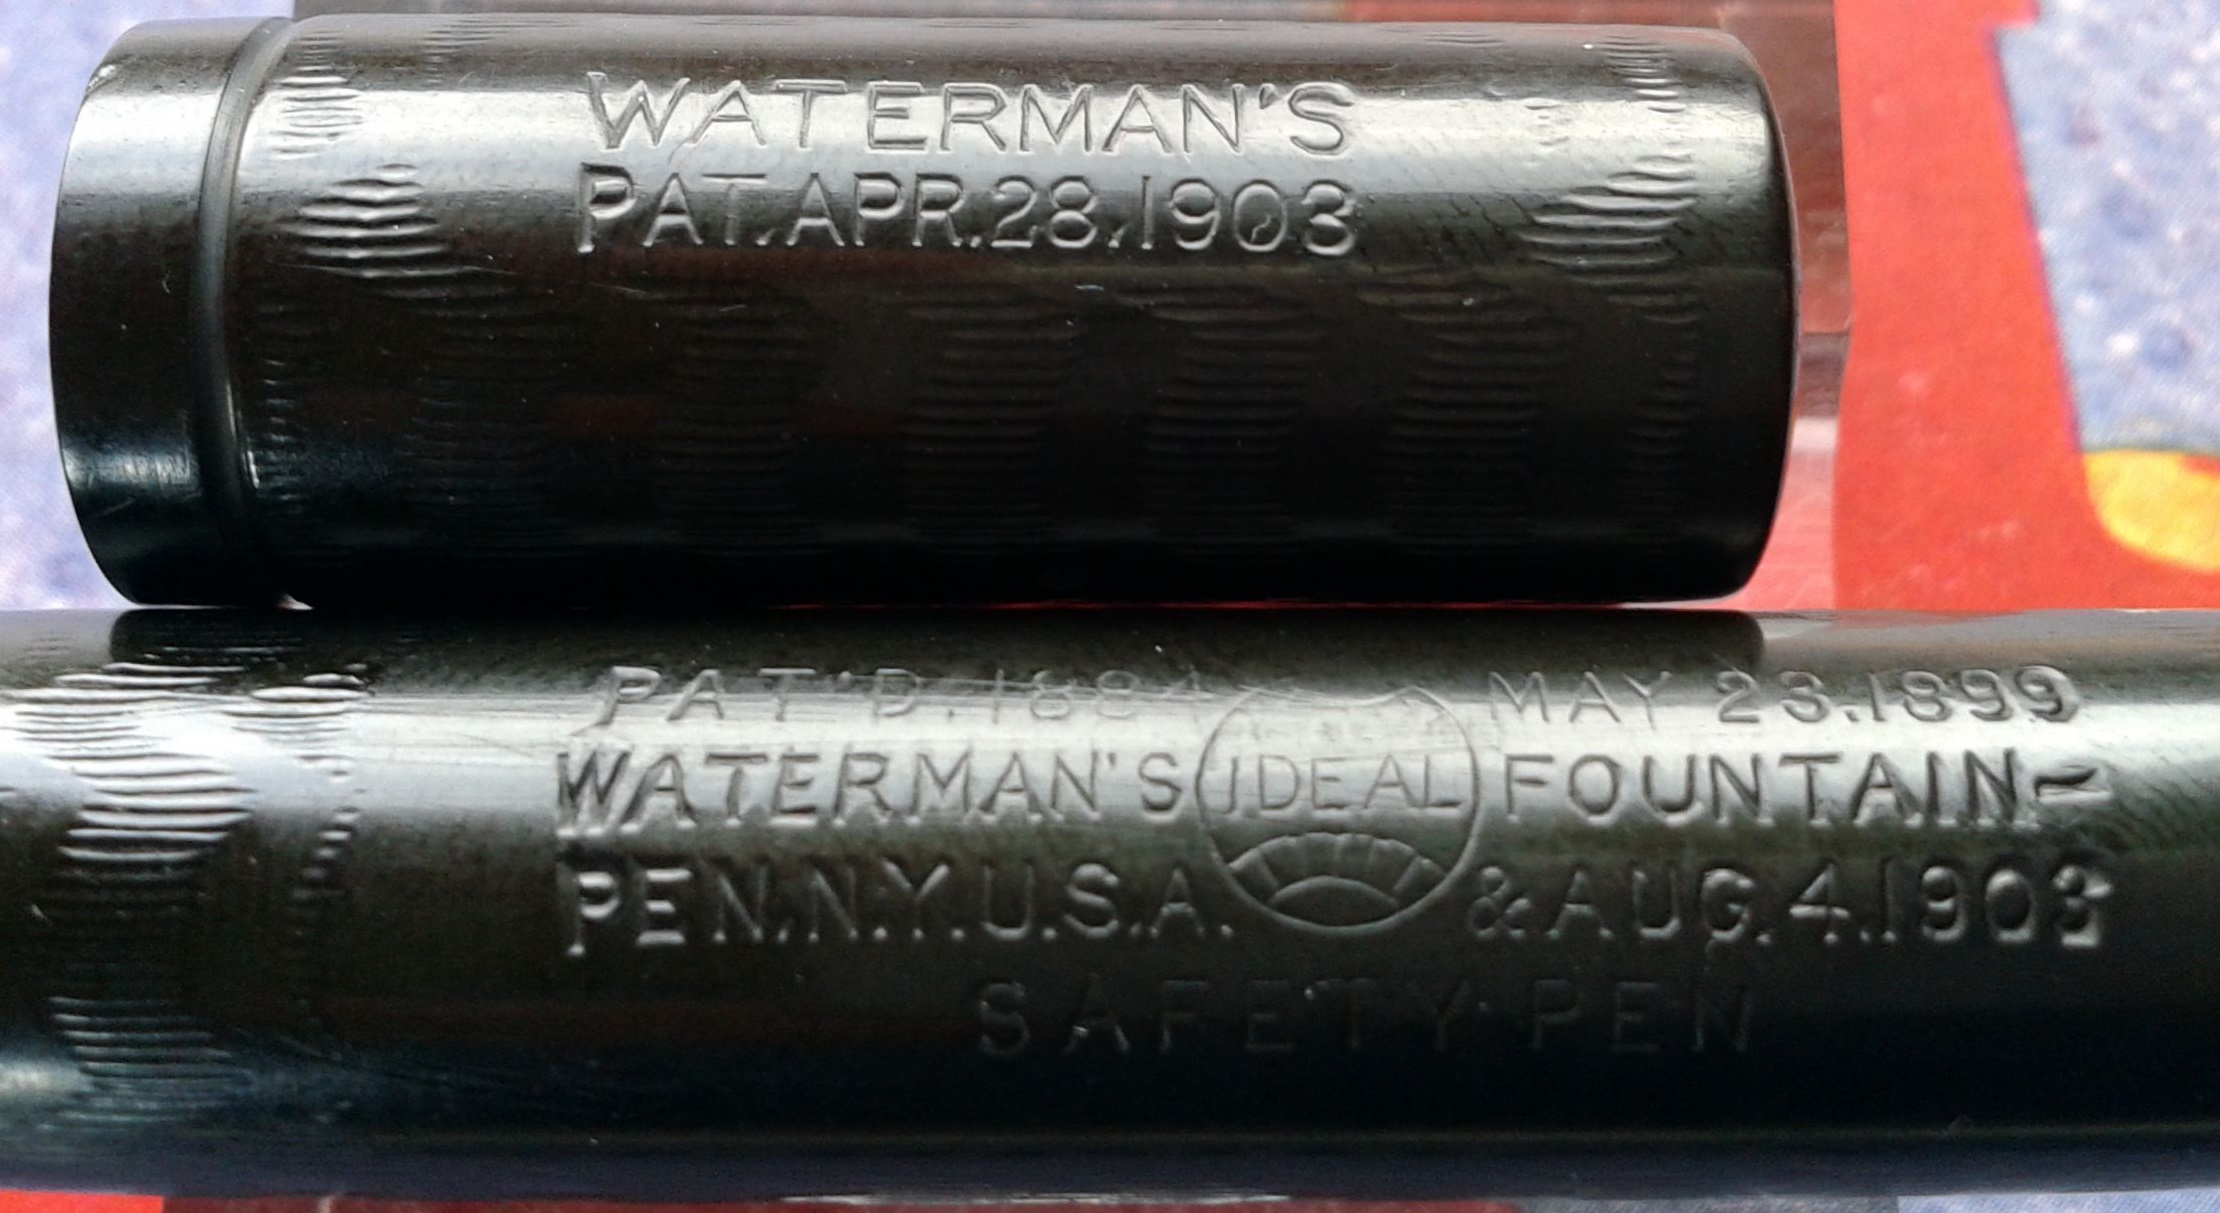 WATERMAN'S
PAT. APR. 28, 1903
PAT'D. 1884 MAY 23. 1899
WATERMAN'S IDEAL FOUNTAIN-
PEN. N.Y. U.S.A. & AUG. 4. 1903
SAFETY PEN